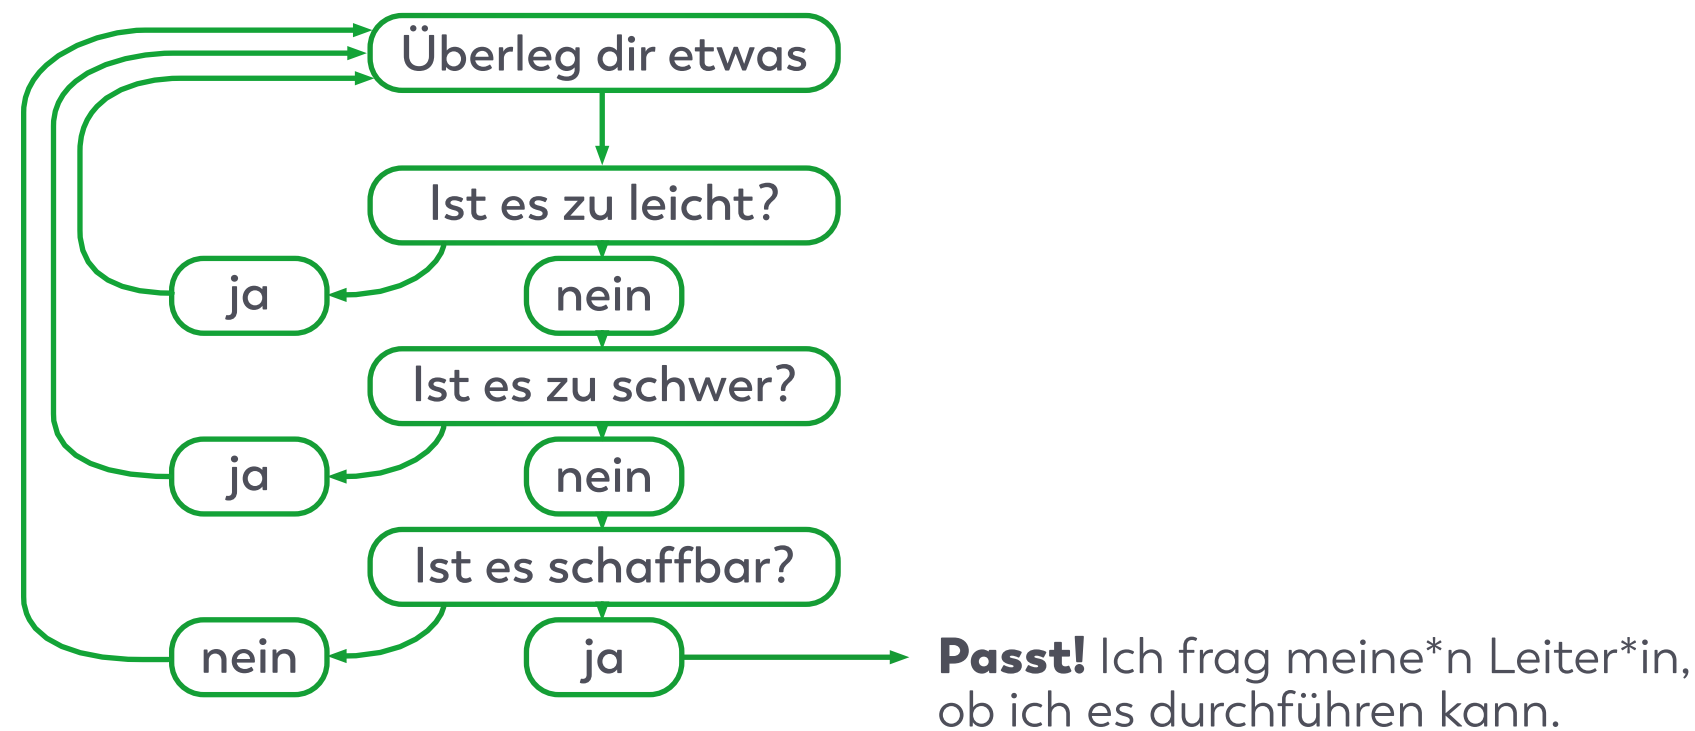 Überleg dir etwas
Ist es zu leicht?
ja
nein
Ist es zu schwer?
ja
nein
Ist es schaffbar?
nein
ja
Passt! Ich frag meine*n Leiter*in,
ob ich es durchführen kann.